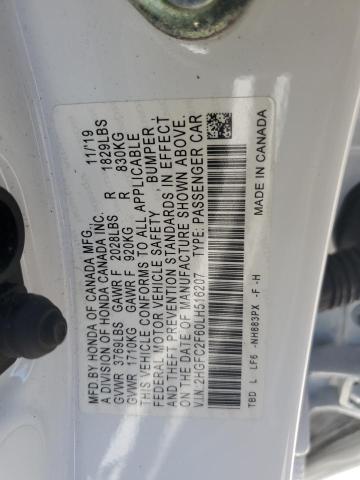 MFD.BY HONDA OF CANADA MFG. 11/19
A DIVISION OF HONDA CANADA INC.
GVWR 3769LBS GAWR F 2028LBS R 1829LBS
GVWR 1710KG GAWR F 920KG R 830KG
THIS VEHICLE CONFORMS TO ALL APPLICABLE
FEDERAL MOTOR VEHICLE SAFETY, BUMPER,
AND THEFT PREVENTION STANDARDS IN EFFECT
ON THE DATE OF MANUFACTURE SHOWN ABOVE.
V.I.N: 2HGFC2F60LH516207 TYPE: PASSENGER CAR
MADE IN CANADA
TBD L LF6 -NH883PX -F -H